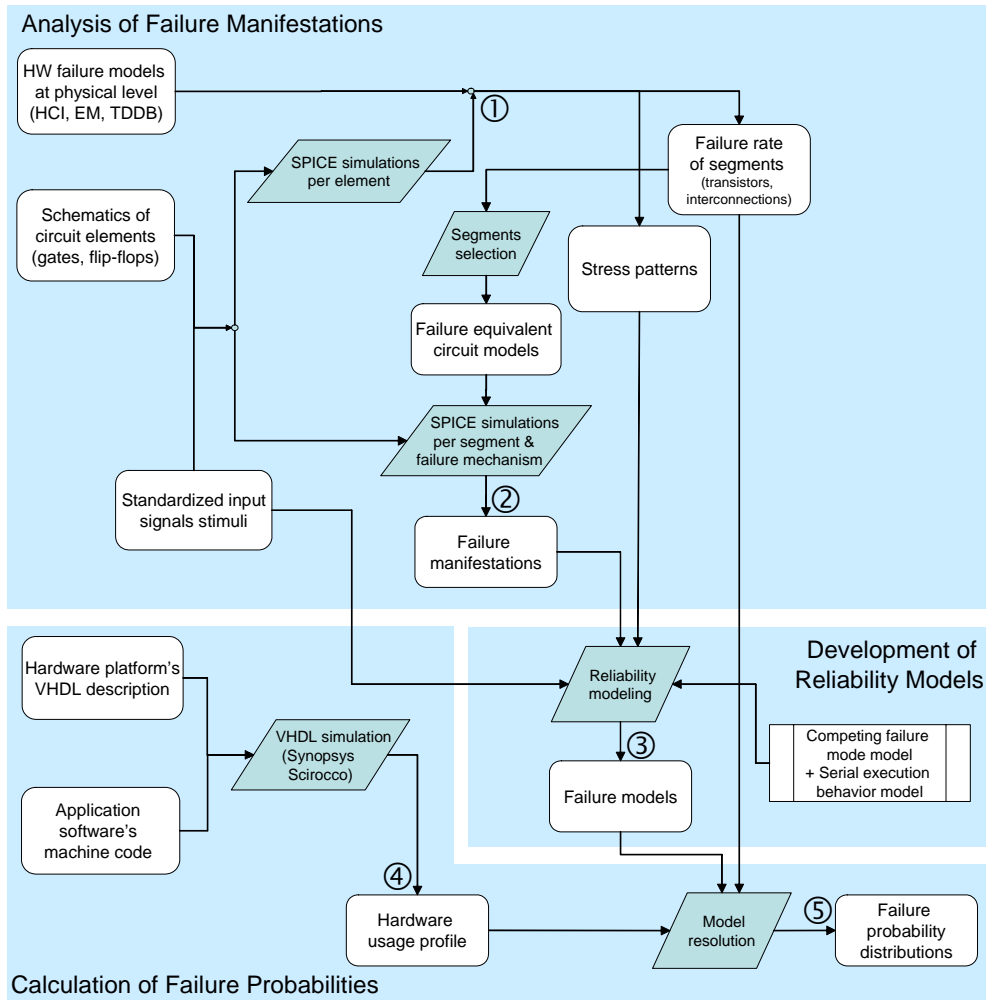 Analysis of Failure Manifestations
HW failure models
at physical level
(HCI, EM, TDDB)
①
SPICE simulations
per element
Failure rate
of segments
(transistors,
interconnections)
Schematics of
circuit elements
(gates, flip-flops)
Segments
selection
Stress patterns
Failure equivalent
circuit models
SPICE simulations
per segment &
failure mechanism
Standardized input
signals stimuli
②
Failure
manifestations
Hardware platform's
VHDL description
Development of
Reliability Models
Reliability
modeling
VHDL simulation
(Synopsys
Scirocco)
③
Competing failure
mode model
+ Serial execution
behavior model
Application
software's
machine code
Failure models
④
Hardware
usage profile
Model
resolution
⑤
Failure
probability
distributions
Calculation of Failure Probabilities